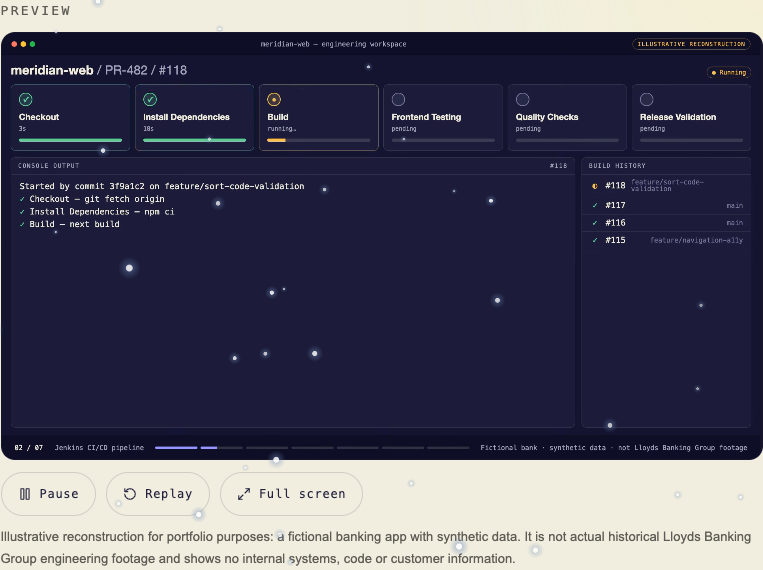 PREVIEW
meridian-web — engineering workspace
ILLUSTRATIVE RECONSTRUCTION
meridian-web / PR-482 / #118
Running
Checkout
3s
Install Dependencies
18s
Build
running…
Frontend Testing
pending
Quality Checks
pending
Release Validation
pending
CONSOLE OUTPUT
#118
Started by commit 3f9a1c2 on feature/sort-code-validation
✓ Checkout — git fetch origin
✓ Install Dependencies — npm ci
✓ Build — next build
BUILD HISTORY
#118 feature/sort-code-
validation
✓ #117 main
✓ #116 main
✓ #115 feature/navigation-a11y
02 / 07 Jenkins CI/CD pipeline
Fictional bank · synthetic data · not Lloyds Banking Group footage
Pause
Replay
Full screen
Illustrative reconstruction for portfolio purposes: a fictional banking app with synthetic data. It is not actual historical Lloyds Banking
Group engineering footage and shows no internal systems, code or customer information.